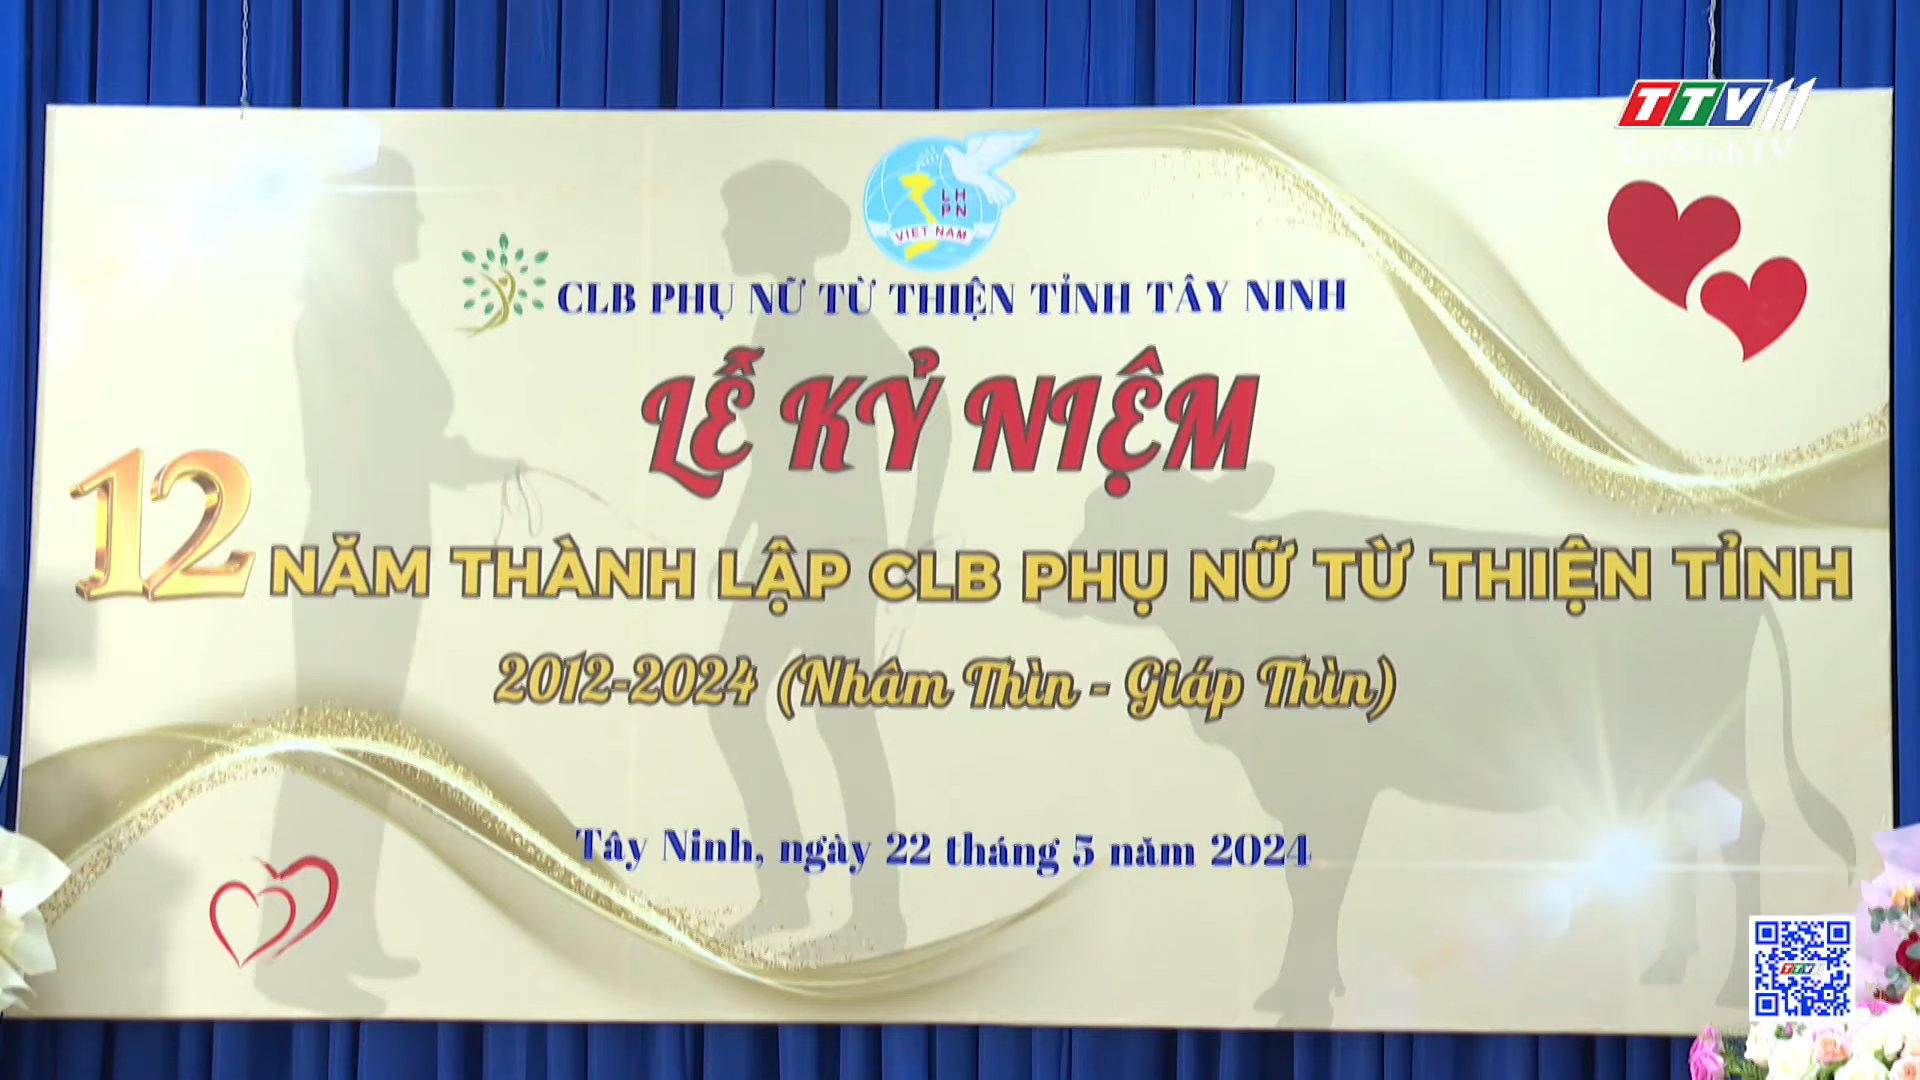 TTV11
TayNinhTV
LH
PN
VIET NAM
CLB PHỤ NỮ TỪ THIỆN TỈNH TÂY NINH
LỄ KỶ NIỆM
12 NĂM THÀNH LẬP CLB PHỤ NỮ TỪ THIỆN TỈNH
2012-2024 (Nhâm Thìn - Giáp Thìn)
Tây Ninh, ngày 22 tháng 5 năm 2024
TTV11